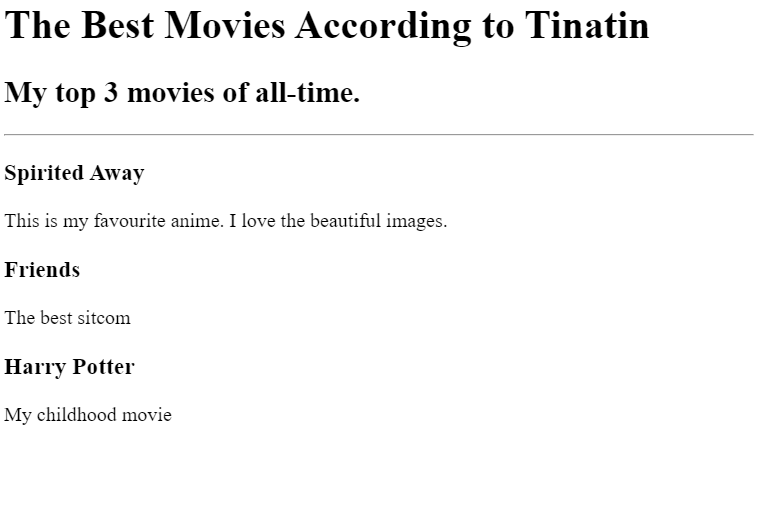 The Best Movies According to Tinatin
My top 3 movies of all-time.
Spirited Away
This is my favourite anime. I love the beautiful images.
Friends
The best sitcom
Harry Potter
My childhood movie